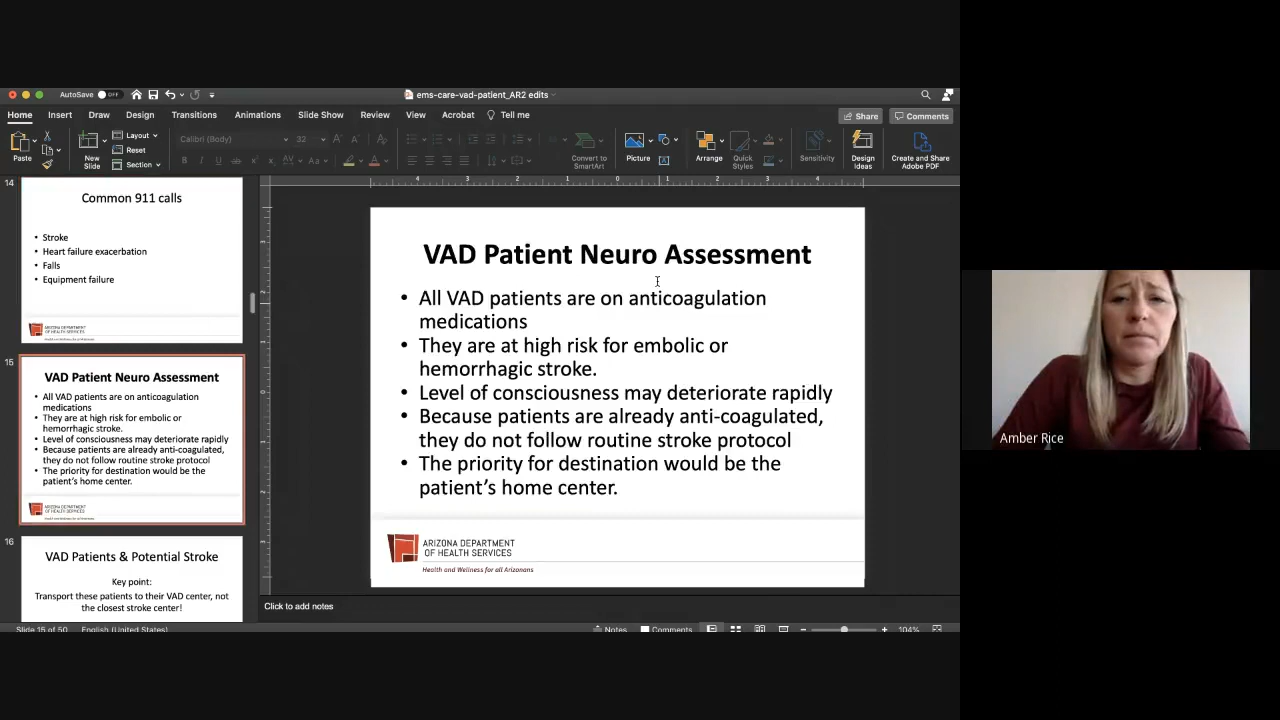 AutoSave OFF
ems-care-vad-patient_AR2 edits
Home Insert Draw Design Transitions Animations Slide Show Review View Acrobat Tell me Share Comments
Paste
New Slide
Layout
Reset
Section
Calibri (Body) 32
Convert to SmartArt
Picture
Arrange
Quick Styles
Sensitivity
Design Ideas
Create and Share Adobe PDF
14
Common 911 calls
• Stroke
• Heart failure exacerbation
• Falls
• Equipment failure
ARIZONA DEPARTMENT
OF HEALTH SERVICES
15
VAD Patient Neuro Assessment
• All VAD patients are on anticoagulation
medications
• They are at high risk for embolic or
hemorrhagic stroke.
• Level of consciousness may deteriorate rapidly
• Because patients are already anti-coagulated,
they do not follow routine stroke protocol
• The priority for destination would be the
patient's home center.
ARIZONA DEPARTMENT
OF HEALTH SERVICES
16
VAD Patients & Potential Stroke
Key point:
Transport these patients to their VAD center, not
the closest stroke center!
4 3 2 1 0 1 2 3 4
VAD Patient Neuro Assessment
• All VAD patients are on anticoagulation
medications
• They are at high risk for embolic or
hemorrhagic stroke.
• Level of consciousness may deteriorate rapidly
• Because patients are already anti-coagulated,
they do not follow routine stroke protocol
• The priority for destination would be the
patient's home center.
ARIZONA DEPARTMENT
OF HEALTH SERVICES
Health and Wellness for all Arizonans
Click to add notes
Slide 15 of 50 English (United States) Notes Comments 104%
Amber Rice